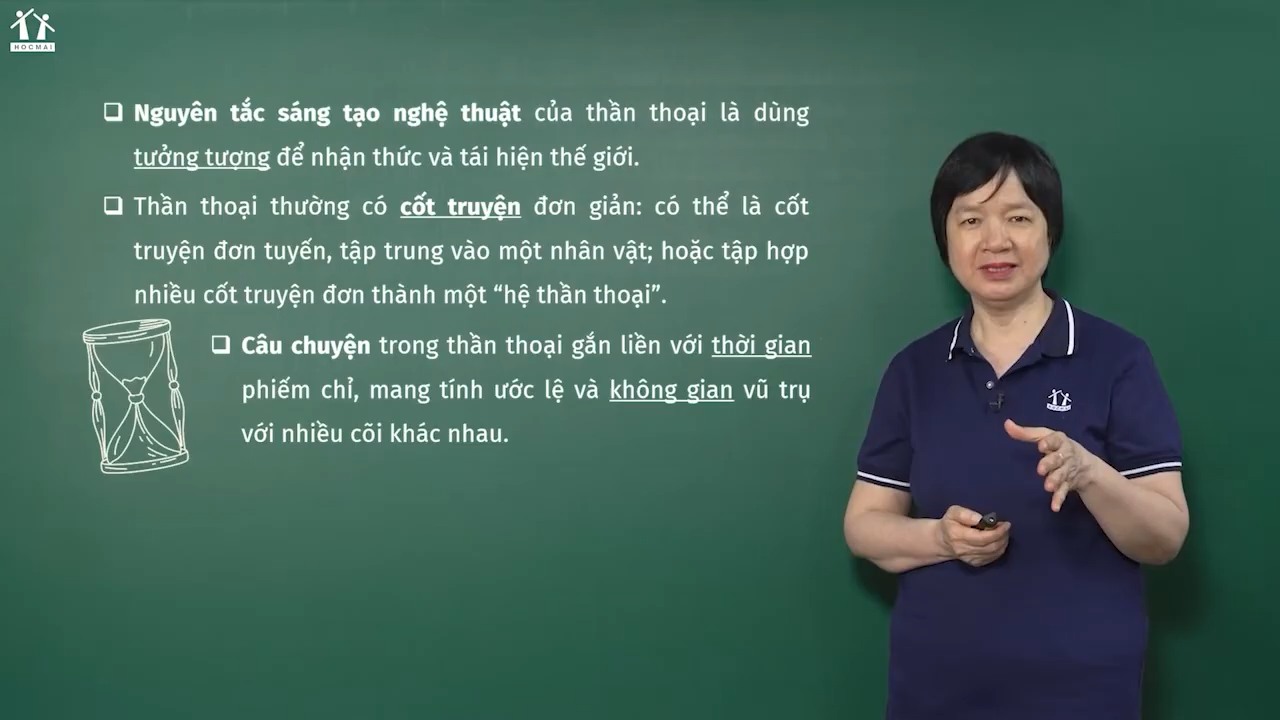 HOCMAI
Nguyên tắc sáng tạo nghệ thuật của thần thoại là dùng
tưởng tượng để nhận thức và tái hiện thế giới.
Thần thoại thường có cốt truyện đơn giản: có thể là cốt
truyện đơn tuyến, tập trung vào một nhân vật; hoặc tập hợp
nhiều cốt truyện đơn thành một “hệ thần thoại”.
Câu chuyện trong thần thoại gắn liền với thời gian
phiếm chỉ, mang tính ước lệ và không gian vũ trụ
với nhiều cõi khác nhau.
HOCMAI